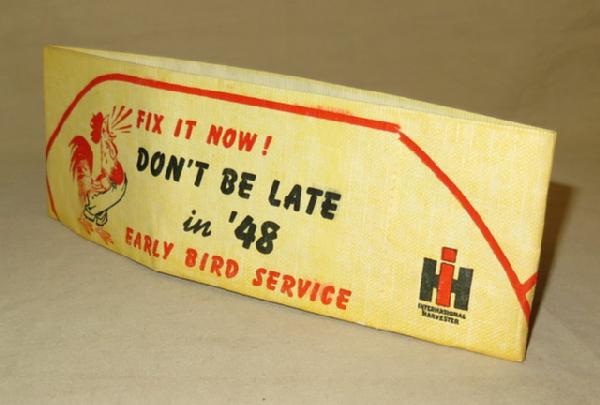 FIX IT NOW!
DON'T BE LATE
in '48
EARLY BIRD SERVICE
IH
INTERNATIONAL
HARVESTER